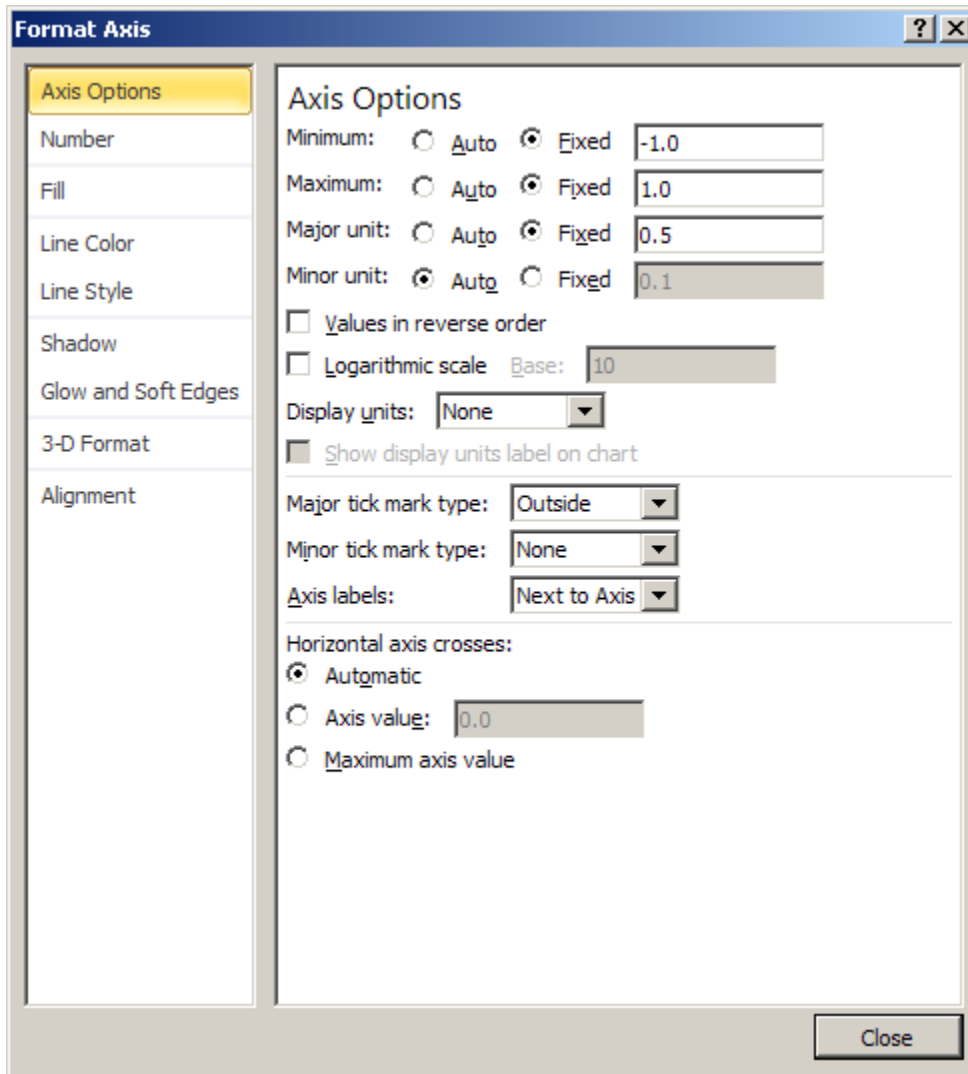 Format Axis
Axis Options
Number
Fill
Line Color
Line Style
Shadow
Glow and Soft Edges
3-D Format
Alignment
Axis Options
Minimum: Auto Fixed -1.0
Maximum: Auto Fixed 1.0
Major unit: Auto Fixed 0.5
Minor unit: Auto Fixed 0.1
Values in reverse order
Logarithmic scale Base: 10
Display units: None
Show display units label on chart
Major tick mark type: Outside
Minor tick mark type: None
Axis labels: Next to Axis
Horizontal axis crosses:
Automatic
Axis value: 0.0
Maximum axis value
Close